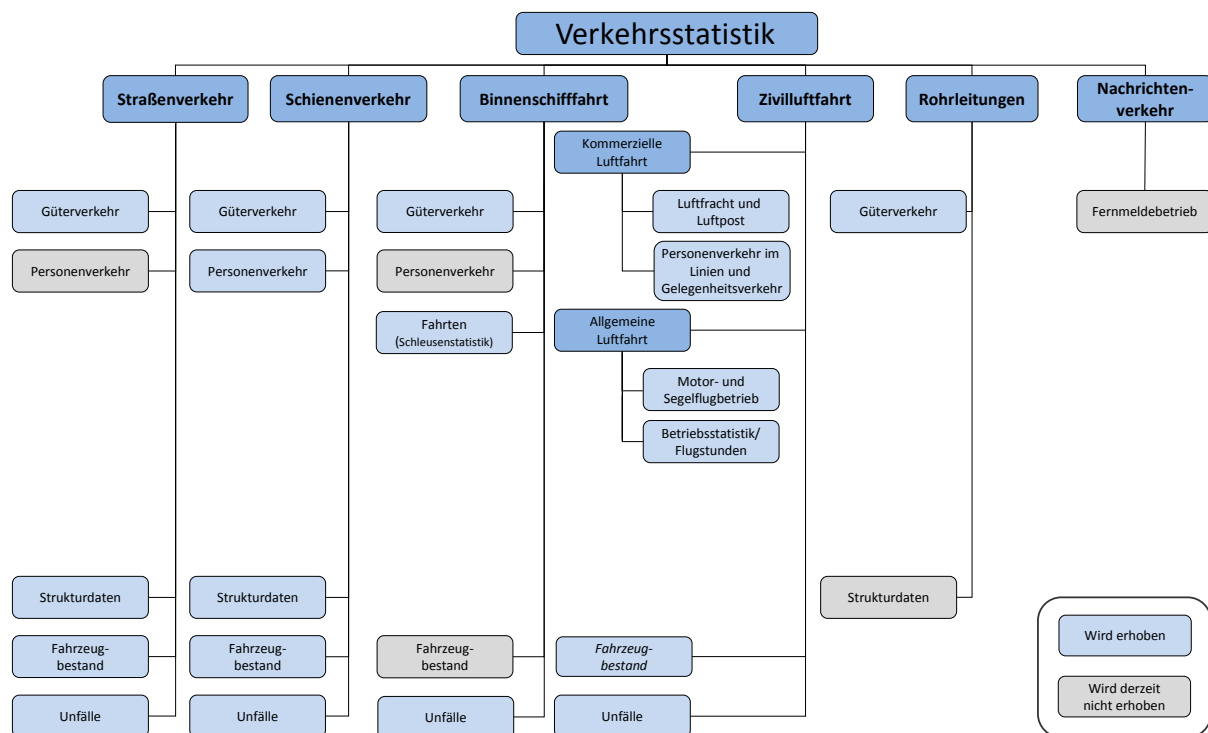 Verkehrsstatistik
Straßenverkehr
Schienenverkehr
Binnenschifffahrt
Zivilluftfahrt
Rohrleitungen
Nachrichten-
verkehr
Kommerzielle
Luftfahrt
Güterverkehr
Güterverkehr
Güterverkehr
Luftfracht und
Luftpost
Güterverkehr
Fernmeldebetrieb
Personenverkehr
Personenverkehr
Personenverkehr
Personenverkehr im
Linien und
Gelegenheitsverkehr
Fahrten
(Schleusenstatistik)
Allgemeine
Luftfahrt
Motor- und
Segelflugbetrieb
Betriebsstatistik/
Flugstunden
Strukturdaten
Strukturdaten
Strukturdaten
Fahrzeug-
bestand
Fahrzeug-
bestand
Fahrzeug-
bestand
Fahrzeug-
bestand
Unfälle
Unfälle
Unfälle
Unfälle
Wird erhoben
Wird derzeit
nicht erhoben